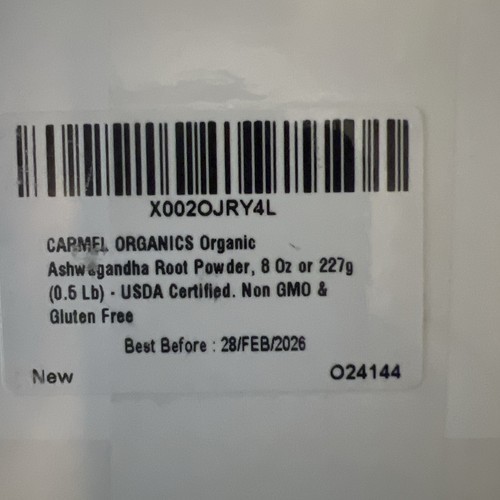 X002OJRY4L
CARMEL ORGANICS Organic
Ashwagandha Root Powder, 8 Oz or 227g
(0.5 Lb) - USDA Certified. Non GMO &
Gluten Free
Best Before : 28/FEB/2026
New O24144